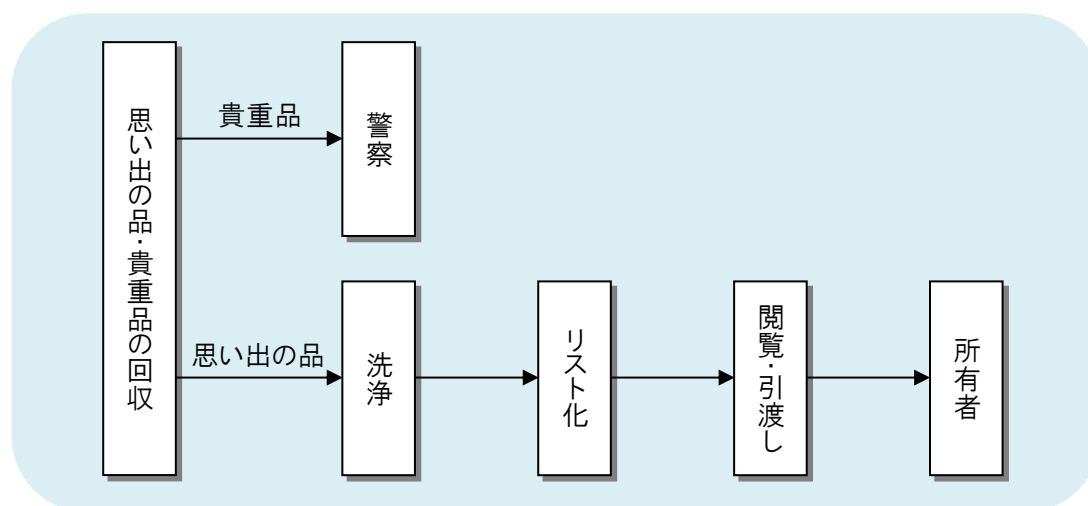 思い出の品・貴重品の回収
貴重品
警察
思い出の品
洗浄
リスト化
閲覧・引渡し
所有者